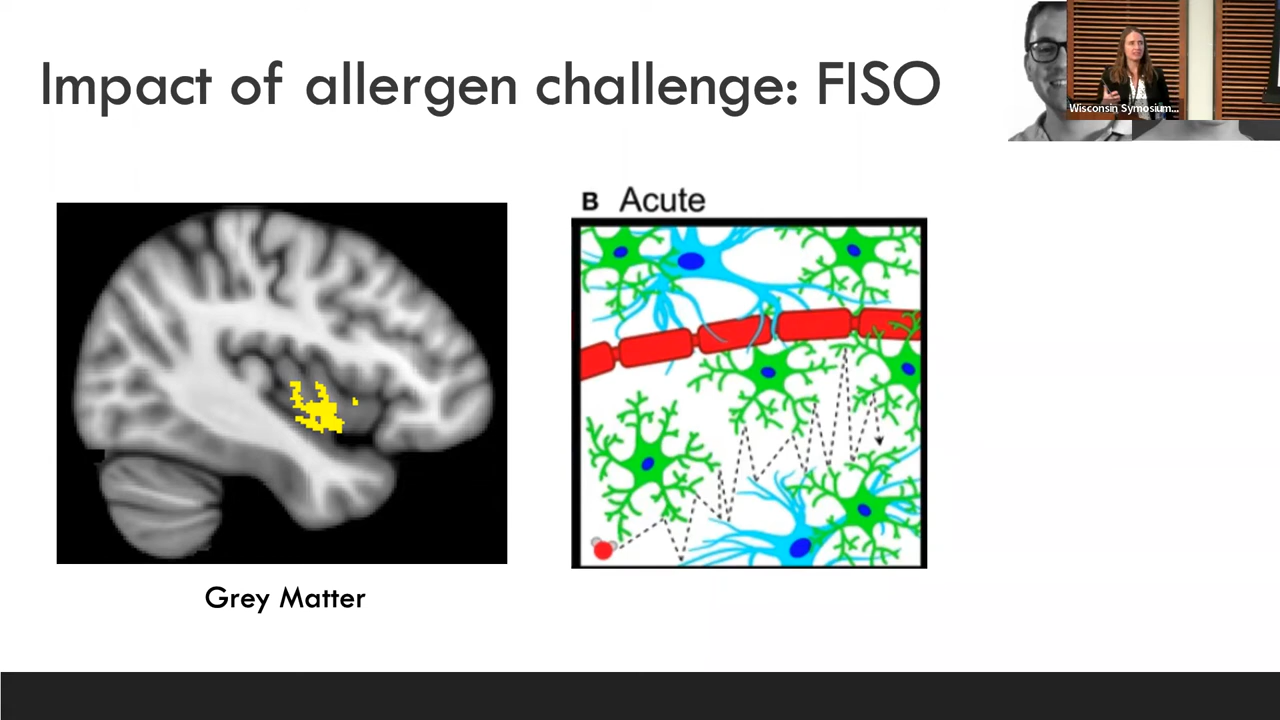 Impact of allergen challenge: FISO
Wisconsin Symposium...
B Acute
Grey Matter